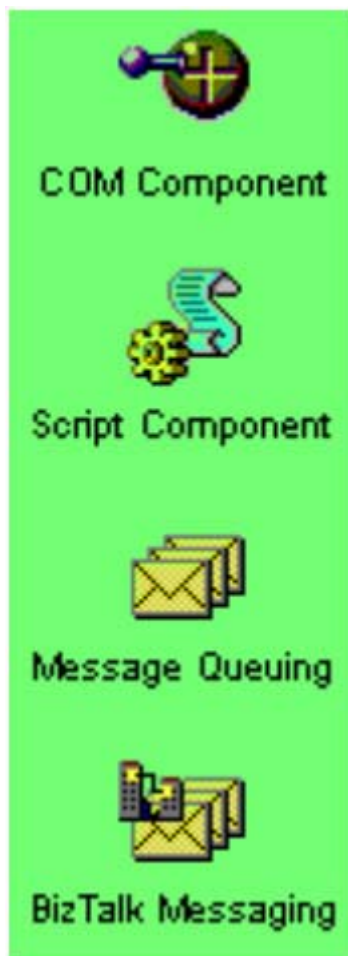 COM Component
Script Component
Message Queuing
BizTalk Messaging